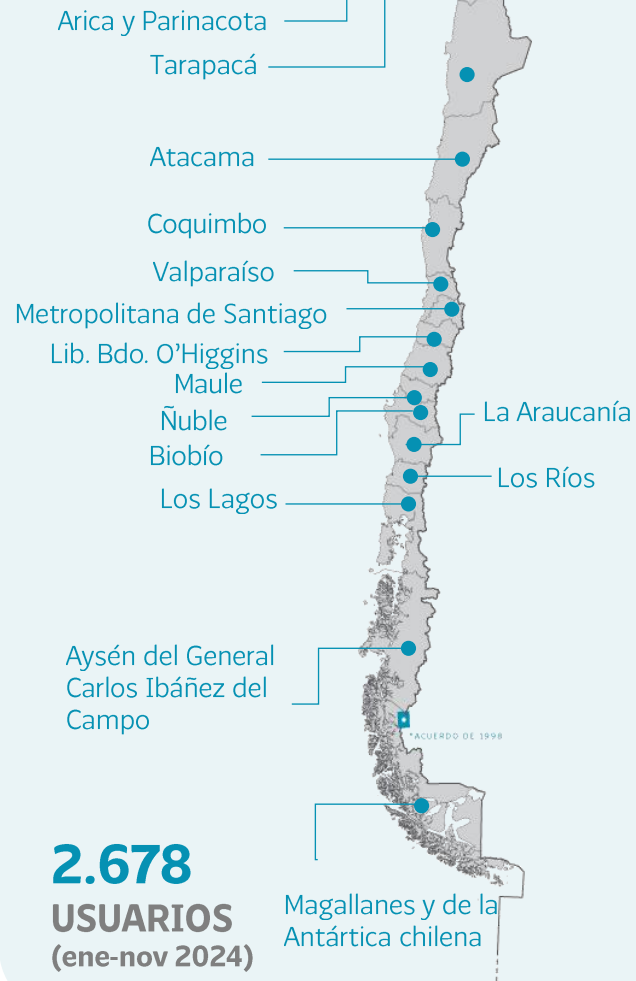 Arica y Parinacota
Tarapacá
Atacama
Coquimbo
Valparaíso
Metropolitana de Santiago
Lib. Bdo. O’Higgins
Maule
Ñuble
La Araucanía
Biobío
Los Ríos
Los Lagos
Aysén del General
Carlos Ibáñez del
Campo
*ACUERDO DE 1998
2.678
USUARIOS
(ene-nov 2024)
Magallanes y de la
Antártica chilena